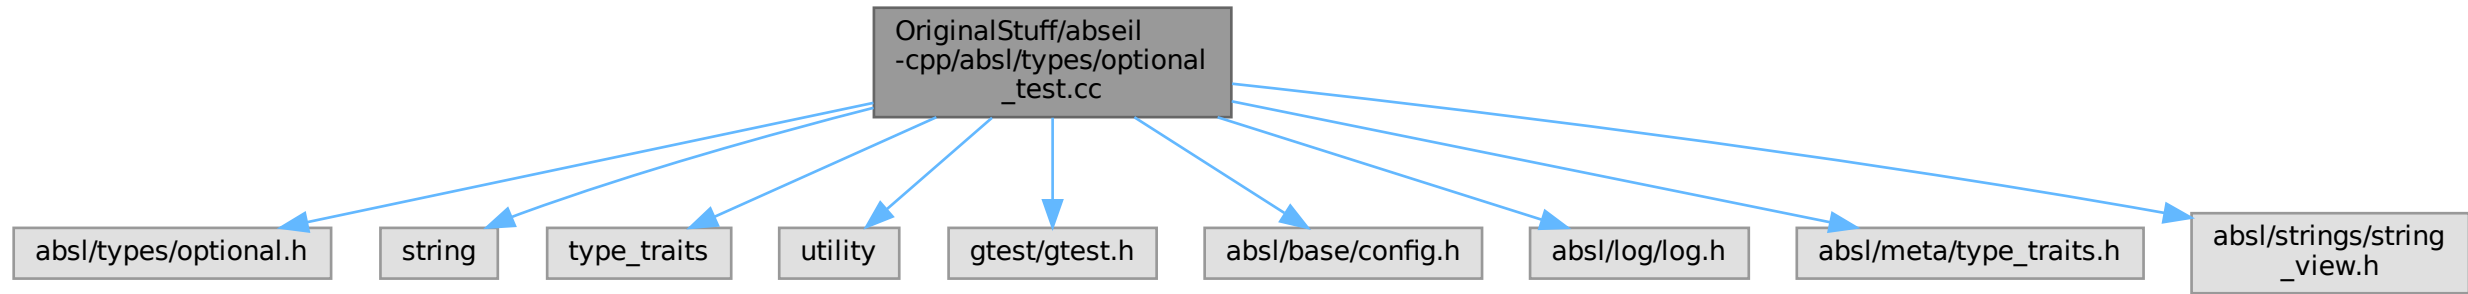 OriginalStuff/abseil
-cpp/absl/types/optional
_test.cc
absl/types/optional.h
string
type_traits
utility
gtest/gtest.h
absl/base/config.h
absl/log/log.h
absl/meta/type_traits.h
absl/strings/string
_view.h